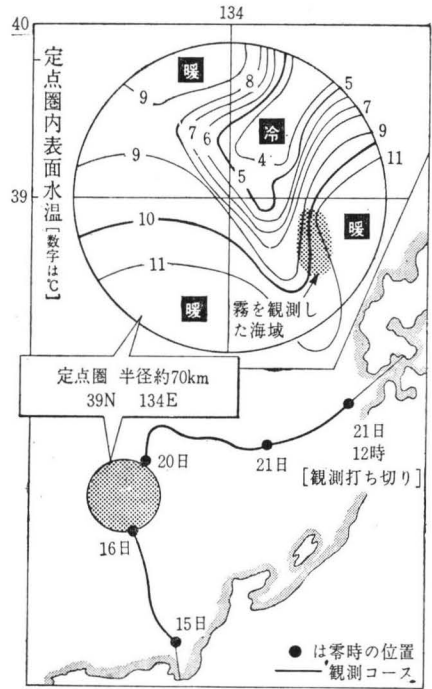 134
40
39
定点圏内表面水温[数字は℃]
暖
9
8
5
7
9
11
7
6
冷
4
5
9
10
11
暖
暖
霧を観測し
た海域
定点圏 半径約70km
39N 134E
20日
21日
21日
12時
[観測打ち切り]
16日
15日
●は零時の位置
━観測コース